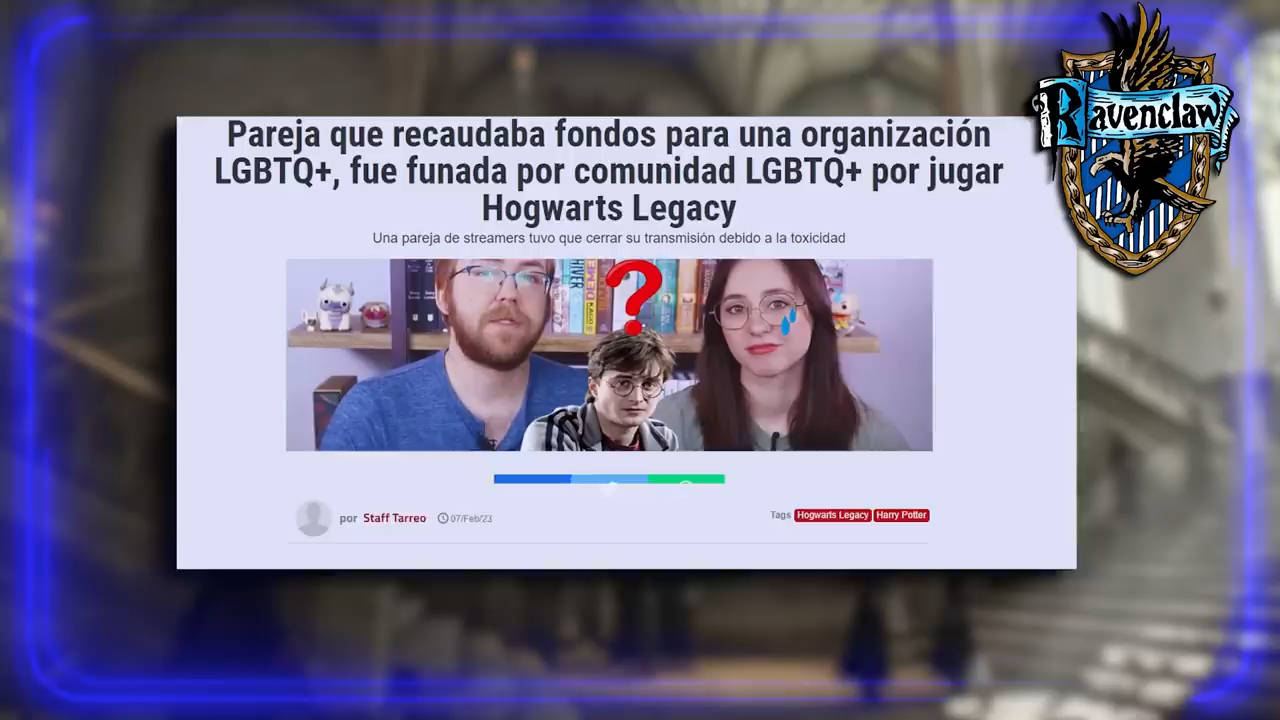 Ravenclaw
Pareja que recaudaba fondos para una organización
LGBTQ+, fue funada por comunidad LGBTQ+ por jugar
Hogwarts Legacy
Una pareja de streamers tuvo que cerrar su transmisión debido a la toxicidad
?
por Staff Tarreo 07/Feb/23
Tags Hogwarts Legacy Harry Potter